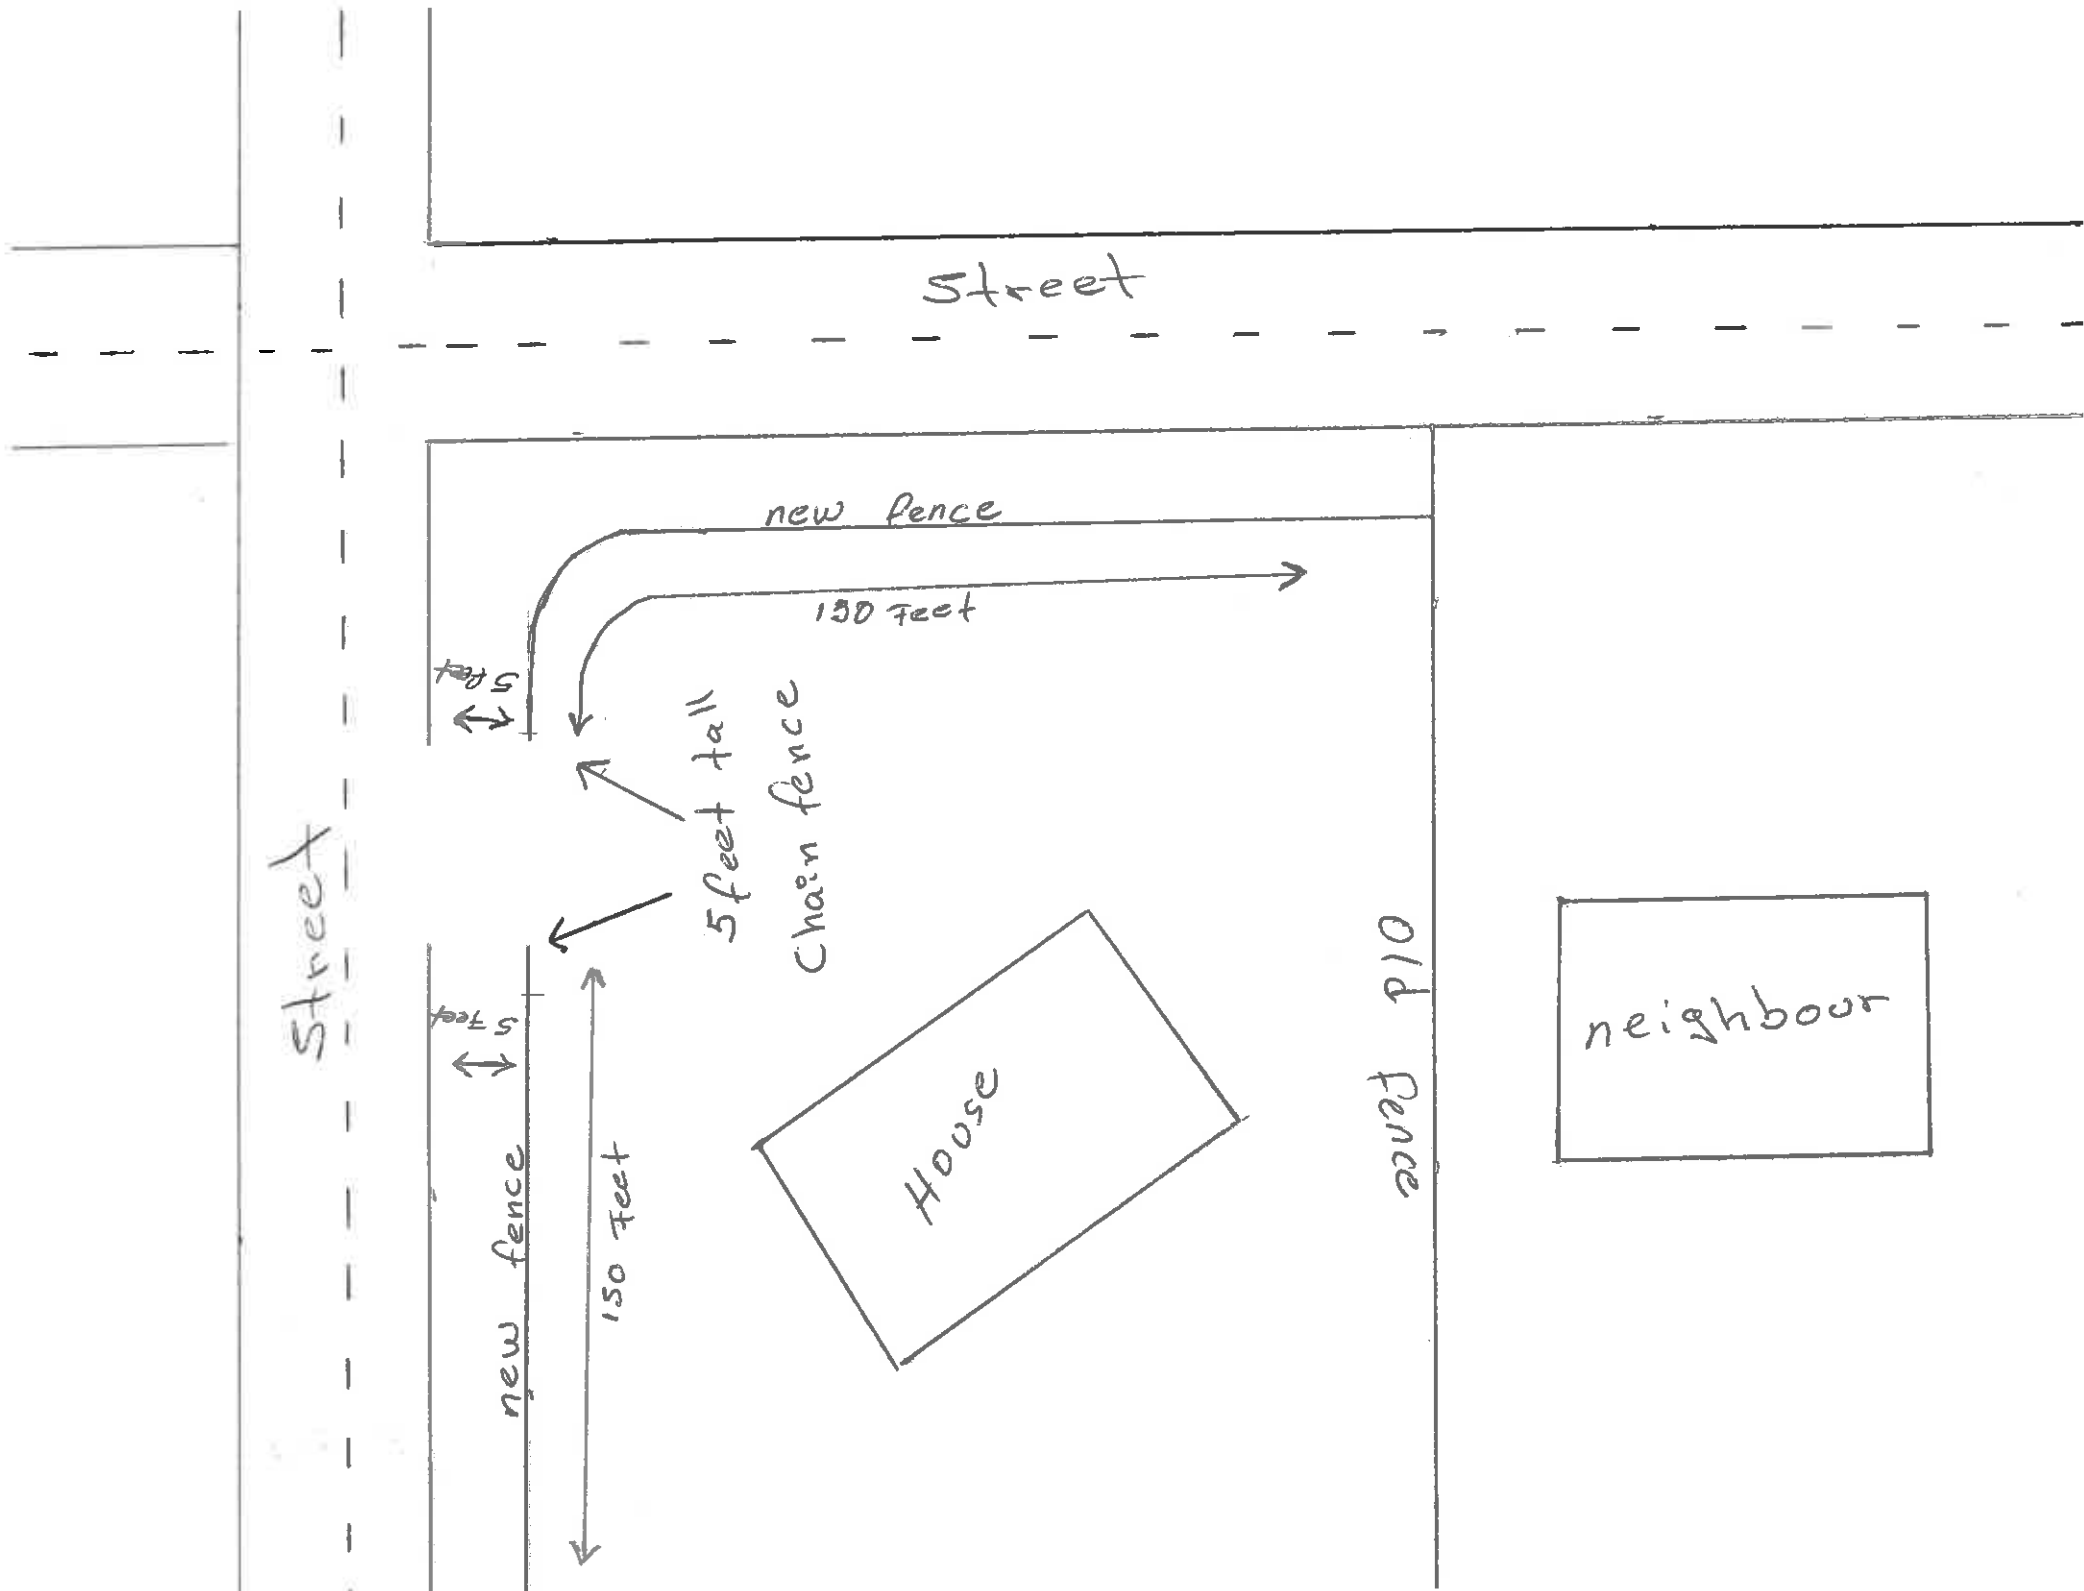 Street
new fence
130 Feet
5 feet
5 feet tall
Chain fence
Street
Old Fence
neighbour
5 Feet
House
new fence
150 Feet